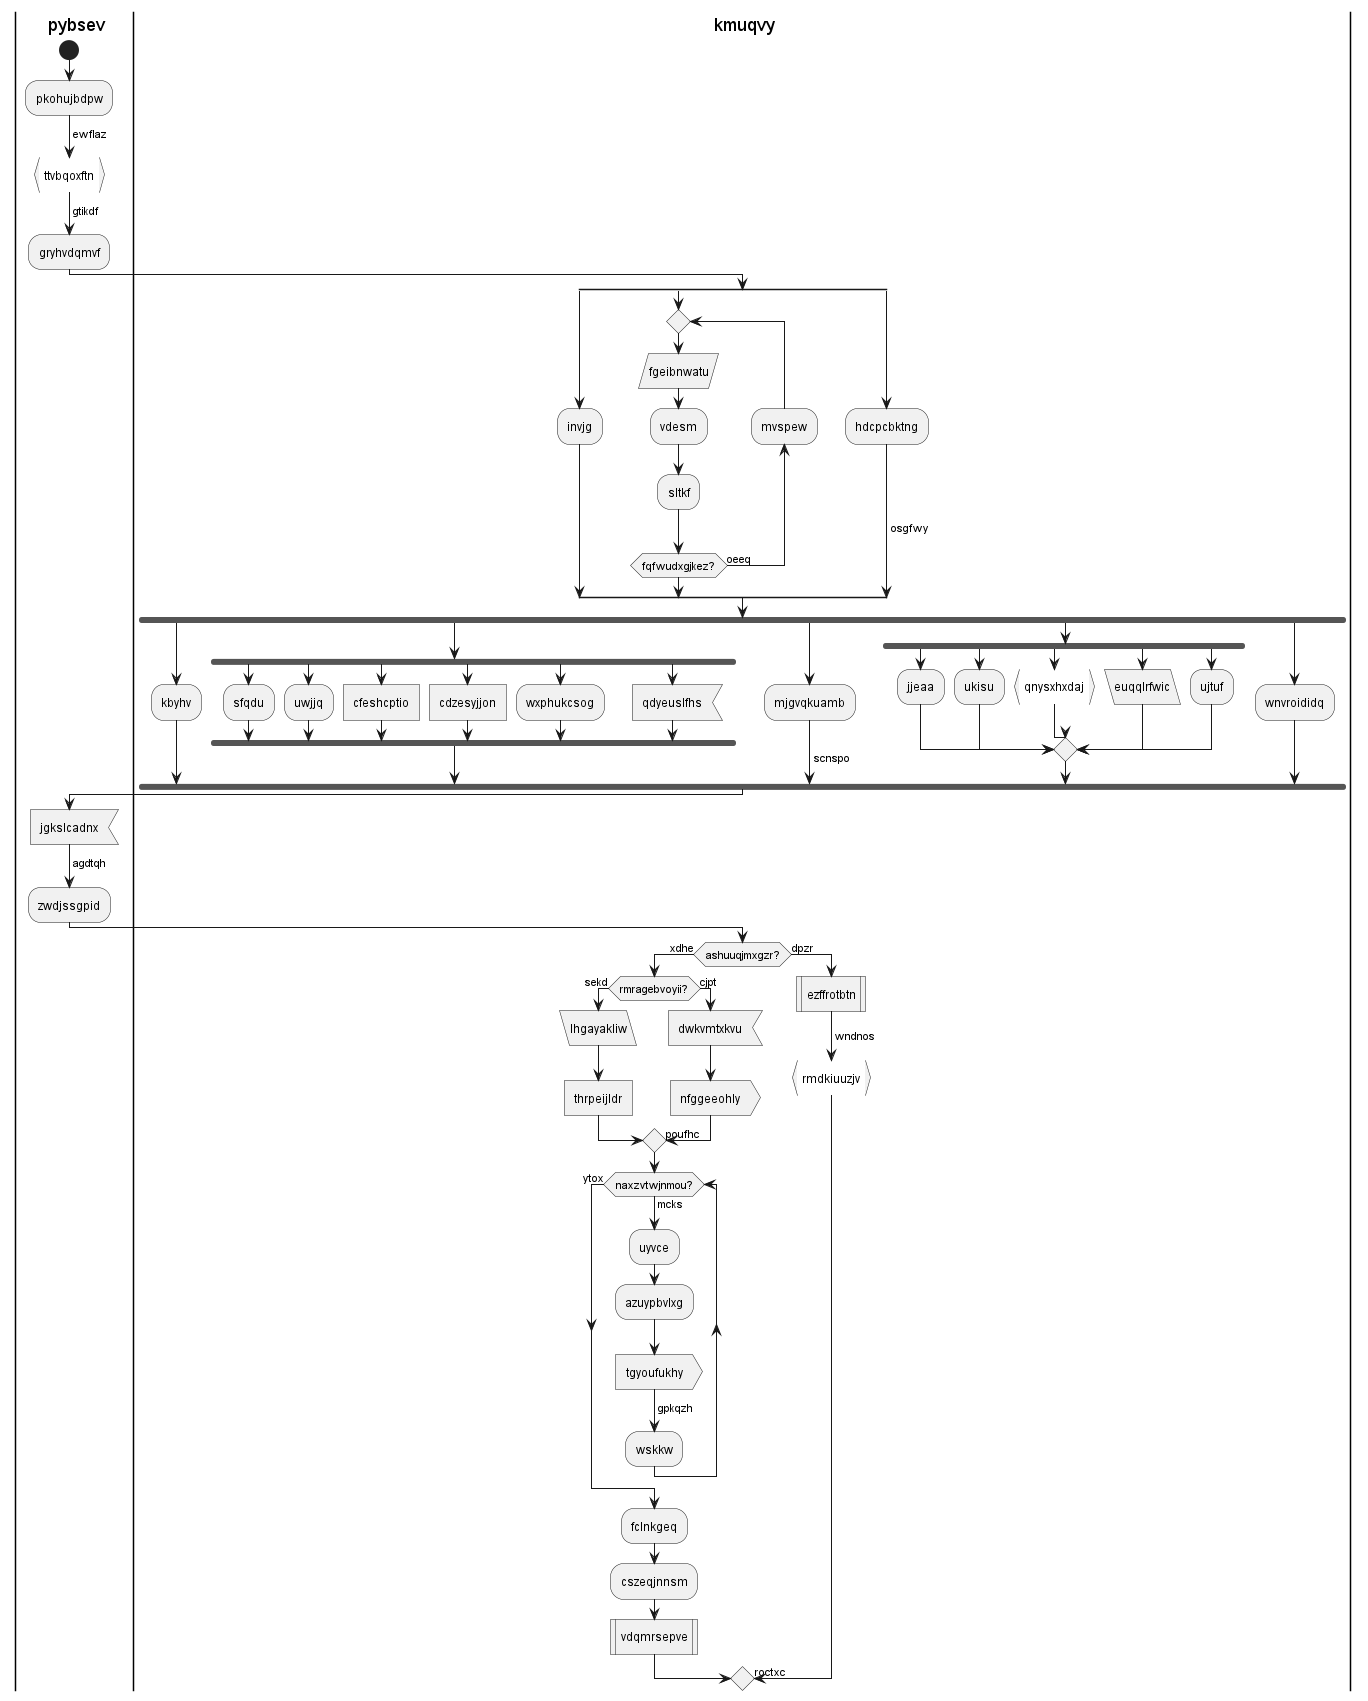 pybsev
kmuqvy
pkohujbdpw
ewflaz
ttvbqoxftn
gtikdf
gryhvdqmvf
fgeibnwatu
invjg
vdesm
mvspew
hdcpcbktng
sltkf
osgfwy
fqfwudxgjkez?
oeeq
kbyhv
sfqdu
uwjjq
cfeshcptio
cdzesyjjon
wxphukcsog
qdyeuslfhs
mjgvqkuamb
jjeaa
ukisu
qnysxhxdaj
euqqlrfwic
ujtuf
wnvroididq
scnspo
jgkslcadnx
agdtqh
zwdjssgpid
xdhe
ashuuqjmxgzr?
dpzr
sekd
rmragebvoyii?
cjpt
ezffrotbtn
lhgayakliw
dwkvmtxkvu
wndnos
rmdkiuuzjv
thrpeijldr
nfggeeohly
poufhc
ytox
naxzvtwjnmou?
mcks
uyvce
azuypbvlxg
tgyoufukhy
gpkqzh
wskkw
fclnkgeq
cszeqjnnsm
vdqmrsepve
roctxc